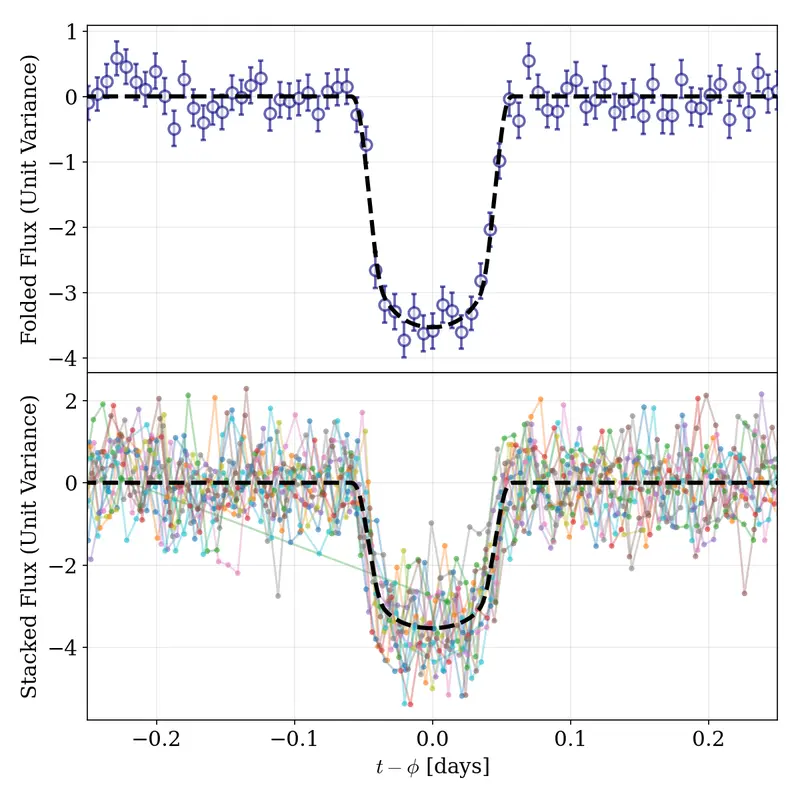 Folded Flux (Unit Variance)
1
0
−1
−2
−3
−4
Stacked Flux (Unit Variance)
2
0
−2
−4
−0.2 −0.1 0.0 0.1 0.2
t − ϕ [days]